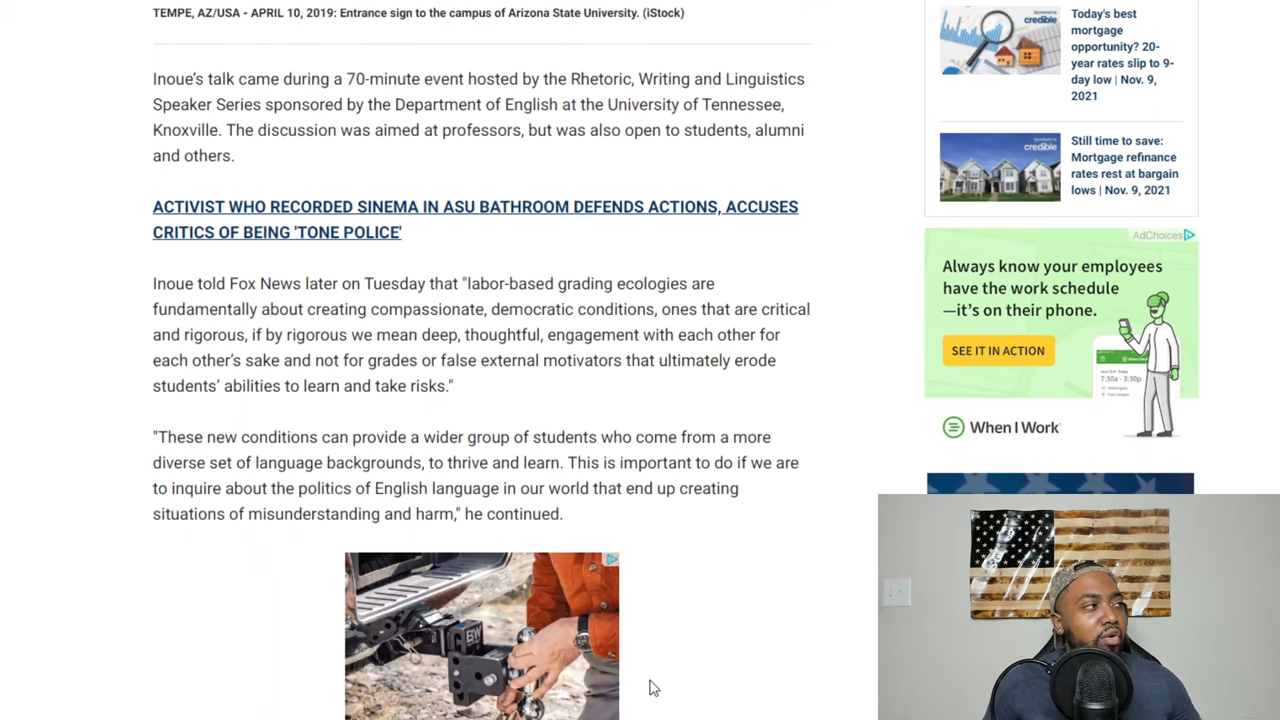 TEMPE, AZ/USA - APRIL 10, 2019: Entrance sign to the campus of Arizona State University. (iStock)
Inoue's talk came during a 70-minute event hosted by the Rhetoric, Writing and Linguistics
Speaker Series sponsored by the Department of English at the University of Tennessee,
Knoxville. The discussion was aimed at professors, but was also open to students, alumni
and others.
ACTIVIST WHO RECORDED SINEMA IN ASU BATHROOM DEFENDS ACTIONS, ACCUSES
CRITICS OF BEING 'TONE POLICE'
Inoue told Fox News later on Tuesday that "labor-based grading ecologies are
fundamentally about creating compassionate, democratic conditions, ones that are critical
and rigorous, if by rigorous we mean deep, thoughtful, engagement with each other for
each other's sake and not for grades or false external motivators that ultimately erode
students' abilities to learn and take risks."
"These new conditions can provide a wider group of students who come from a more
diverse set of language backgrounds, to thrive and learn. This is important to do if we are
to inquire about the politics of English language in our world that end up creating
situations of misunderstanding and harm," he continued.
BW
Sponsored by
credible
Today's best
mortgage
opportunity? 20-
year rates slip to 9-
day low | Nov. 9,
2021
credible
Still time to save:
Mortgage refinance
rates rest at bargain
lows | Nov. 9, 2021
AdChoices
Always know your employees
have the work schedule
—it's on their phone.
SEE IT IN ACTION
7:30a - 3:30p
When I Work